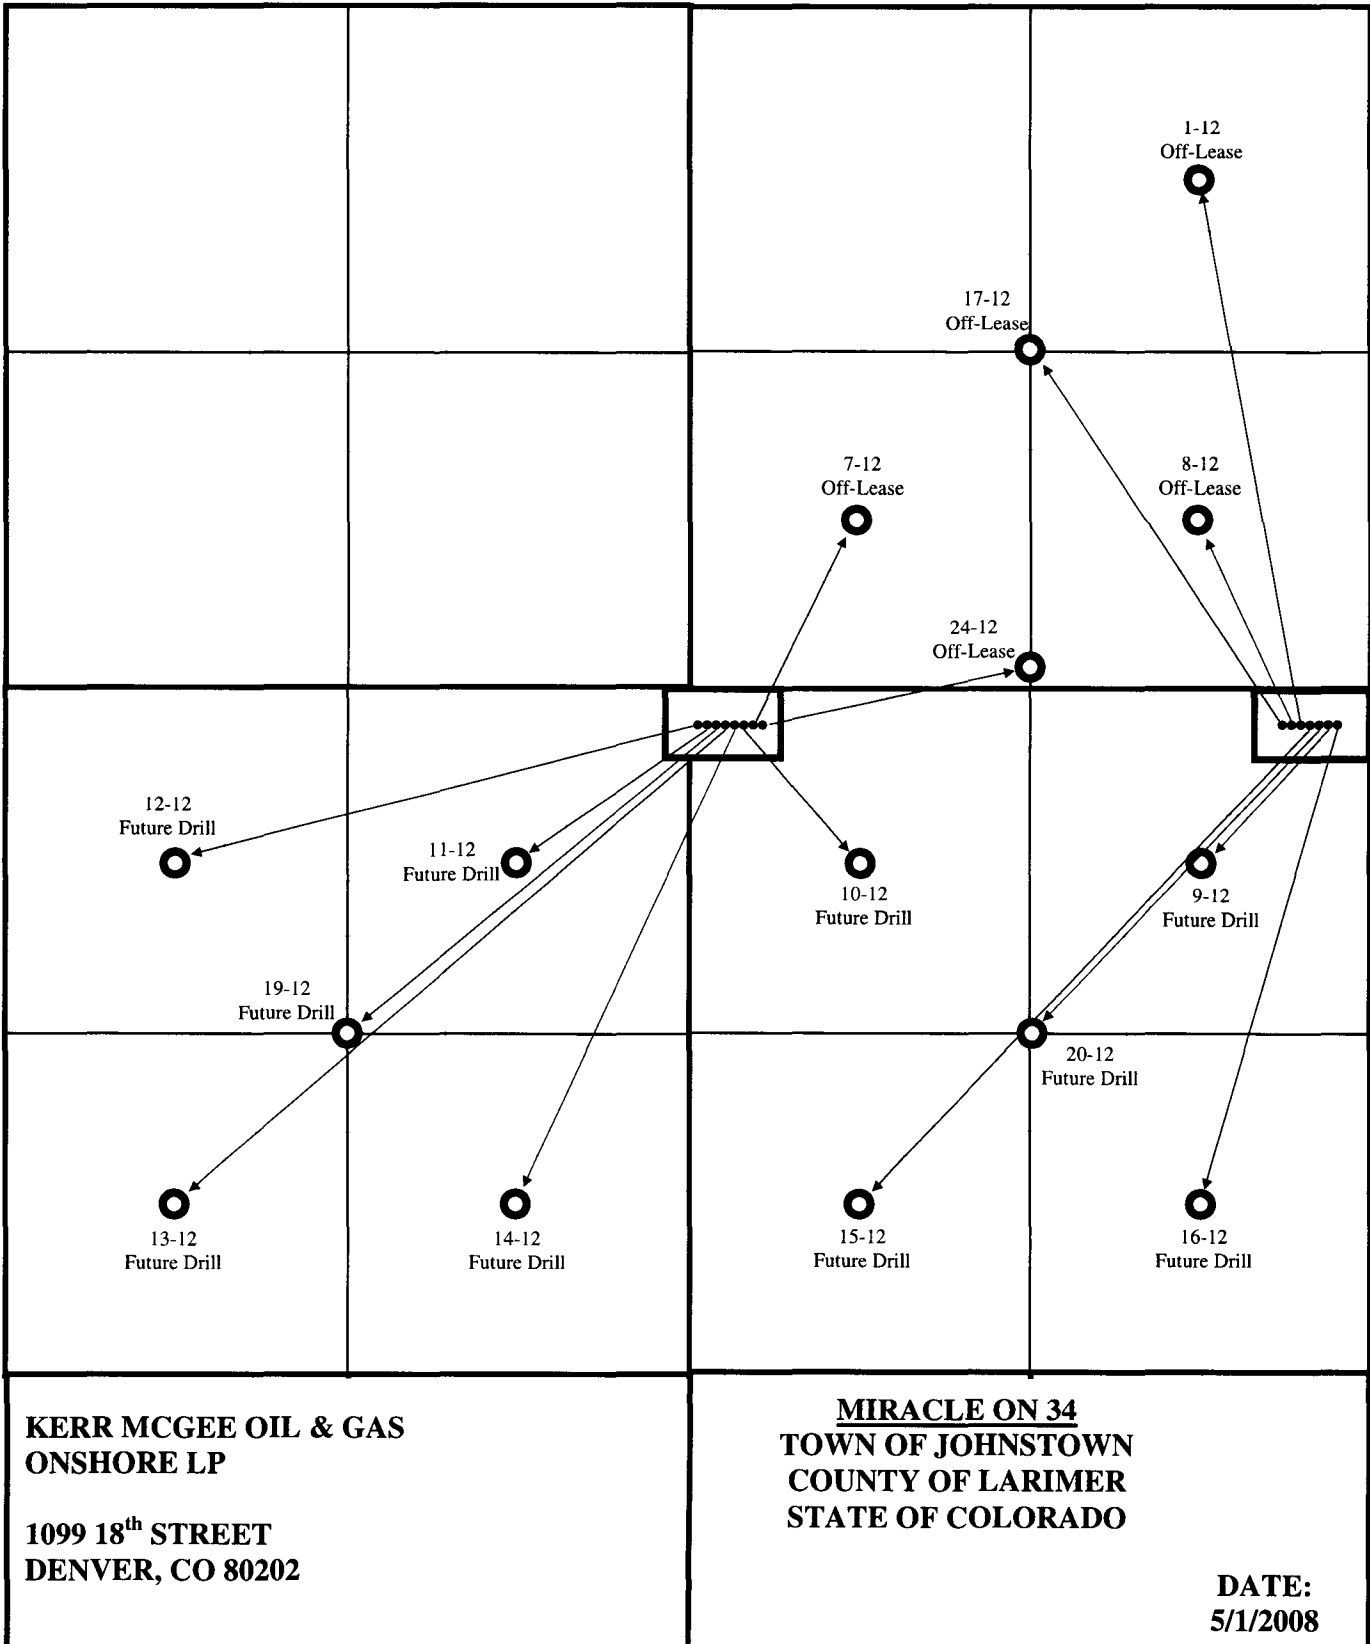 1-12
Off-Lease
17-12
Off-Lease
7-12
Off-Lease
8-12
Off-Lease
24-12
Off-Lease
12-12
Future Drill
11-12
Future Drill
10-12
Future Drill
9-12
Future Drill
19-12
Future Drill
20-12
Future Drill
13-12
Future Drill
14-12
Future Drill
15-12
Future Drill
16-12
Future Drill
KERR MCGEE OIL & GAS
ONSHORE LP
1099 18th STREET
DENVER, CO 80202
MIRACLE ON 34
TOWN OF JOHNSTOWN
COUNTY OF LARIMER
STATE OF COLORADO
DATE:
5/1/2008